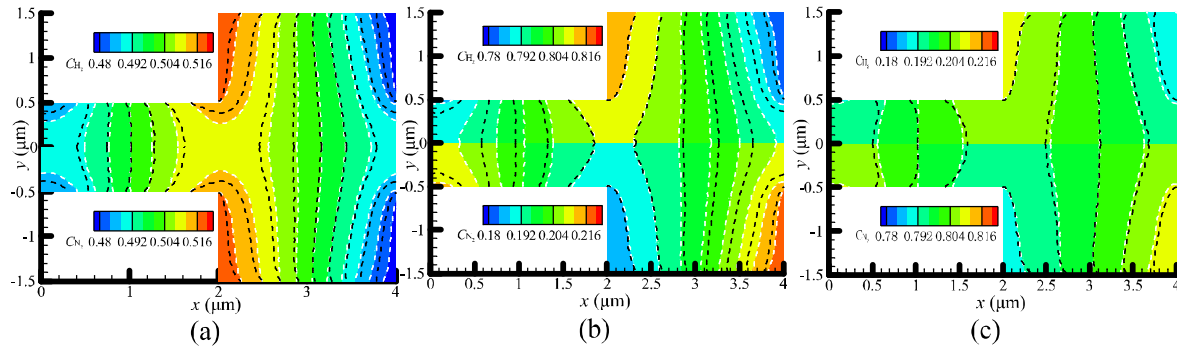 1.5
1
C_H₂ 0.48 0.492 0.504 0.516
0.5
y (μm)
0
-0.5
C_N₂ 0.48 0.492 0.504 0.516
-1
-1.5
0 1 2 3 4
x (μm)
(a)
1.5
1
C_H₂ 0.78 0.792 0.804 0.816
0.5
y (μm)
0
-0.5
C_N₂ 0.18 0.192 0.204 0.216
-1
-1.5
0 0.5 1 1.5 2 2.5 3 3.5 4
x (μm)
(b)
1.5
1
C_H₂ 0.18 0.192 0.204 0.216
0.5
y (μm)
0
-0.5
C_N₂ 0.78 0.792 0.804 0.816
-1
-1.5
0 0.5 1 1.5 2 2.5 3 3.5 4
x (μm)
(c)